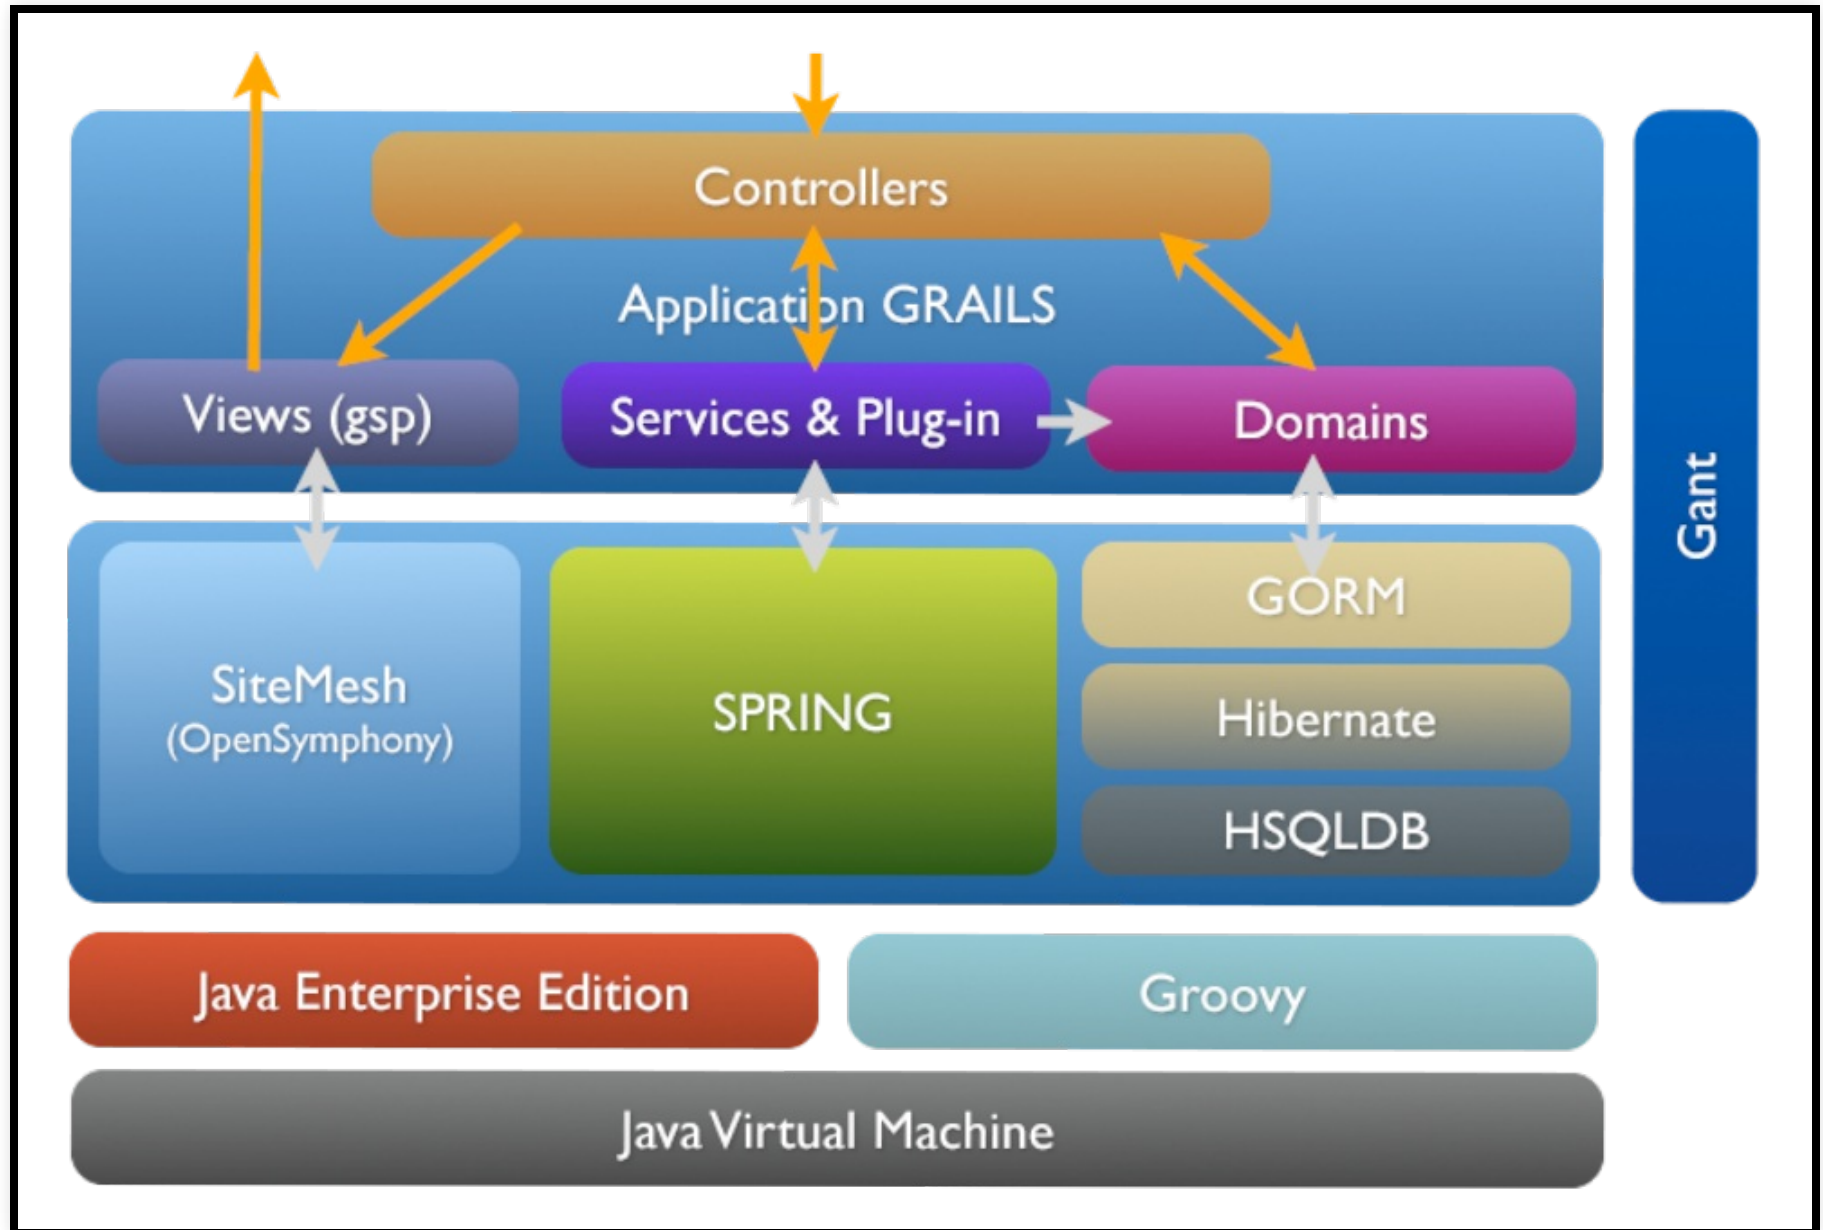 Controllers
Application GRAILS
Views (gsp)
Services & Plug-in
Domains
Gant
SiteMesh
(OpenSymphony)
SPRING
GORM
Hibernate
HSQLDB
Java Enterprise Edition
Groovy
Java Virtual Machine